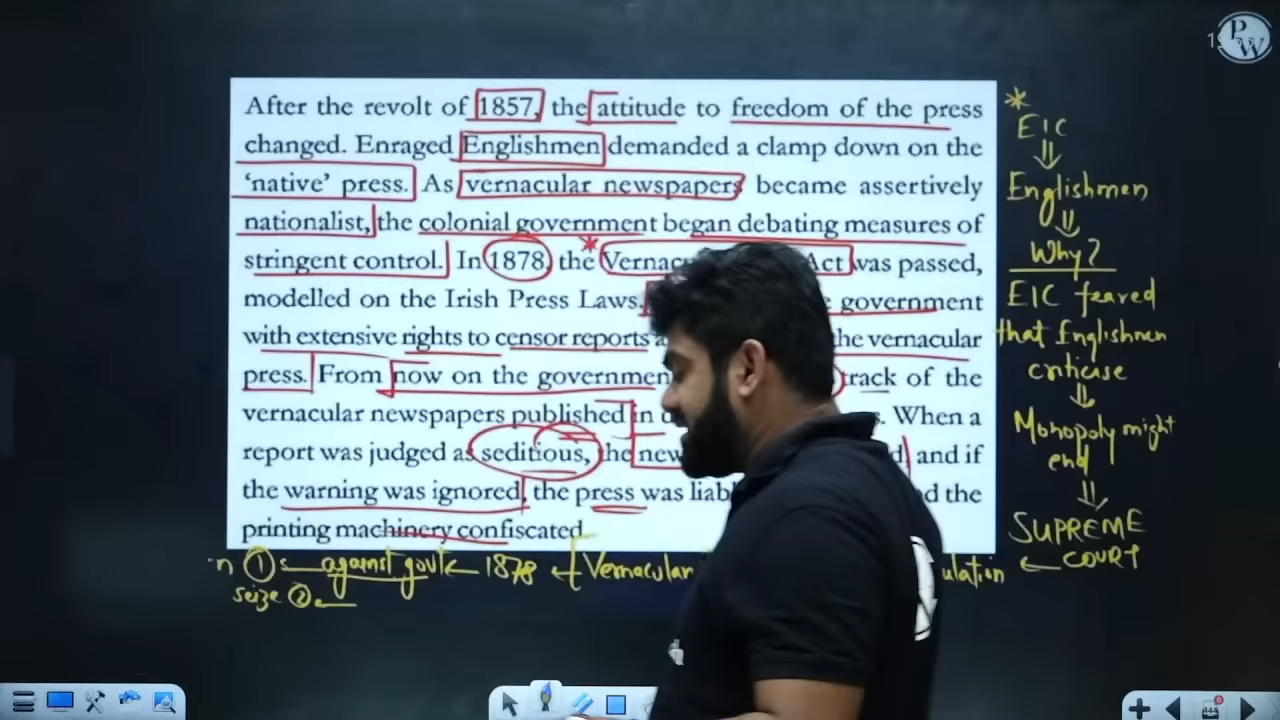 PW
After the revolt of 1857, the attitude to freedom of the press
changed. Enraged Englishmen demanded a clamp down on the
'native' press. As vernacular newspapers became assertively
nationalist, the colonial government began debating measures of
stringent control. In 1878, the Act was passed,
modelled on the Irish Press Laws. government
with extensive rights to censor reports the vernacular
press. From now on the government track of the
vernacular newspapers published in When a
report was judged as seditious, the and if
the warning was ignored, the press was the
printing machinery confiscated
* EIC
⇓
Englishmen
⇓
Why?
EIC feared
that Englishmen
criticise
⇓
Monopoly might
end
⇓
SUPREME
← COURT
① against govt ← 1878 ← Vernacular
seize ② ←
444